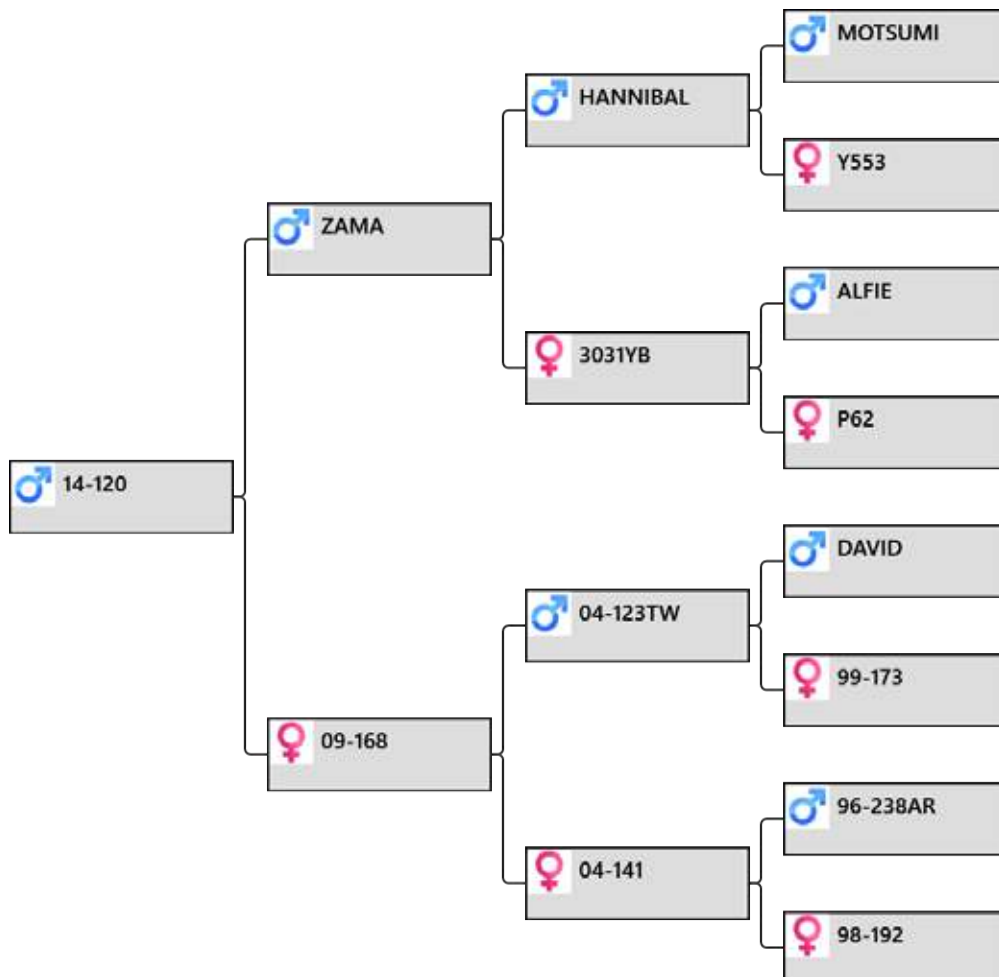 MOTSUMI
HANNIBAL
Y553
ZAMA
ALFIE
3031YB
P62
14-120
DAVID
04-123TW
99-173
09-168
96-238AR
04-141
98-192